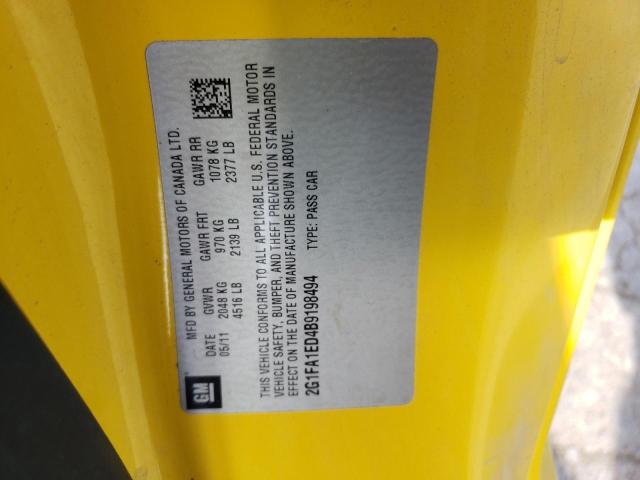 GM
MFD BY GENERAL MOTORS OF CANADA LTD.
DATE GVWR GAWR FRT GAWR RR
05/11 2048 KG 970 KG 1078 KG
4516 LB 2139 LB 2377 LB
THIS VEHICLE CONFORMS TO ALL APPLICABLE U.S. FEDERAL MOTOR
VEHICLE SAFETY, BUMPER, AND THEFT PREVENTION STANDARDS IN
EFFECT ON THE DATE OF MANUFACTURE SHOWN ABOVE.
2G1FA1ED4B9198494 TYPE: PASS CAR